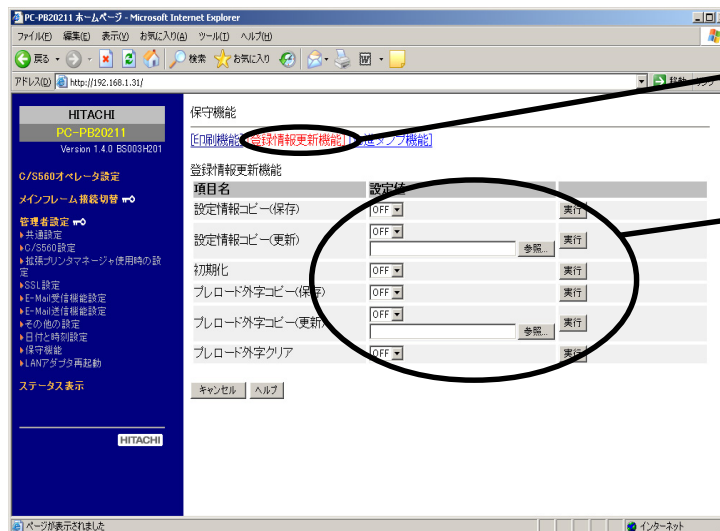 PC-PB20211 ホームページ - Microsoft Internet Explorer
ファイル(F) 編集(E) 表示(V) お気に入り(A) ツール(T) ヘルプ(H)
戻る 検索 お気に入り
アドレス(D) http://192.168.1.31/ 移動
HITACHI
PC-PB20211
Version 1.4.0 BS003H201
C/S560オペレータ設定
メインフレーム接続切替
管理者設定
共通設定
C/S560設定
拡張プリンタマネージャ使用時の設
定
SSL設定
E-Mail受信機能設定
E-Mail送信機能設定
その他の設定
日付と時刻設定
保守機能
LANアダプタ再起動
ステータス表示
HITACHI
保守機能
[印刷機能] [登録情報更新機能] 進ダンプ機能]
登録情報更新機能
項目名 設定値
設定情報コピー(保存) OFF 実行
設定情報コピー(更新) OFF 参照... 実行
初期化 OFF 実行
プレロード外字コピー(保存) OFF 実行
プレロード外字コピー(更新) OFF 参照... 実行
プレロード外字クリア OFF 実行
キャンセル ヘルプ
ページが表示されました インターネット